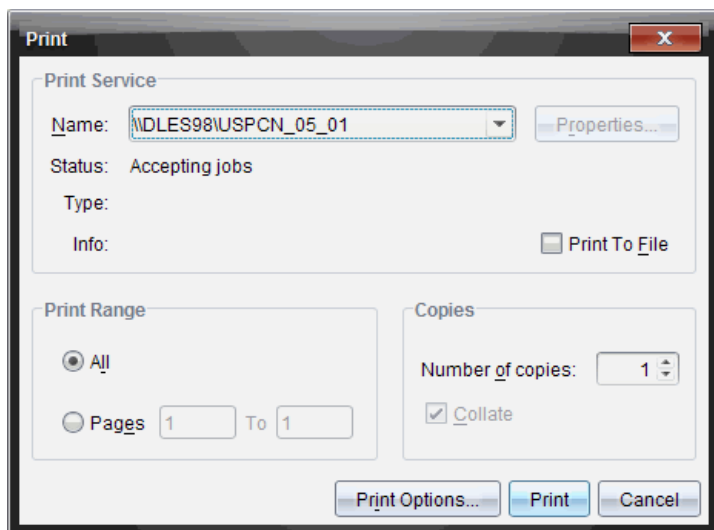 Print
Print Service
Name: \\DLES98\USPCN_05_01 Properties...
Status: Accepting jobs
Type:
Info: Print To File
Print Range
All
Pages 1 To 1
Copies
Number of copies: 1
Collate
Print Options... Print Cancel